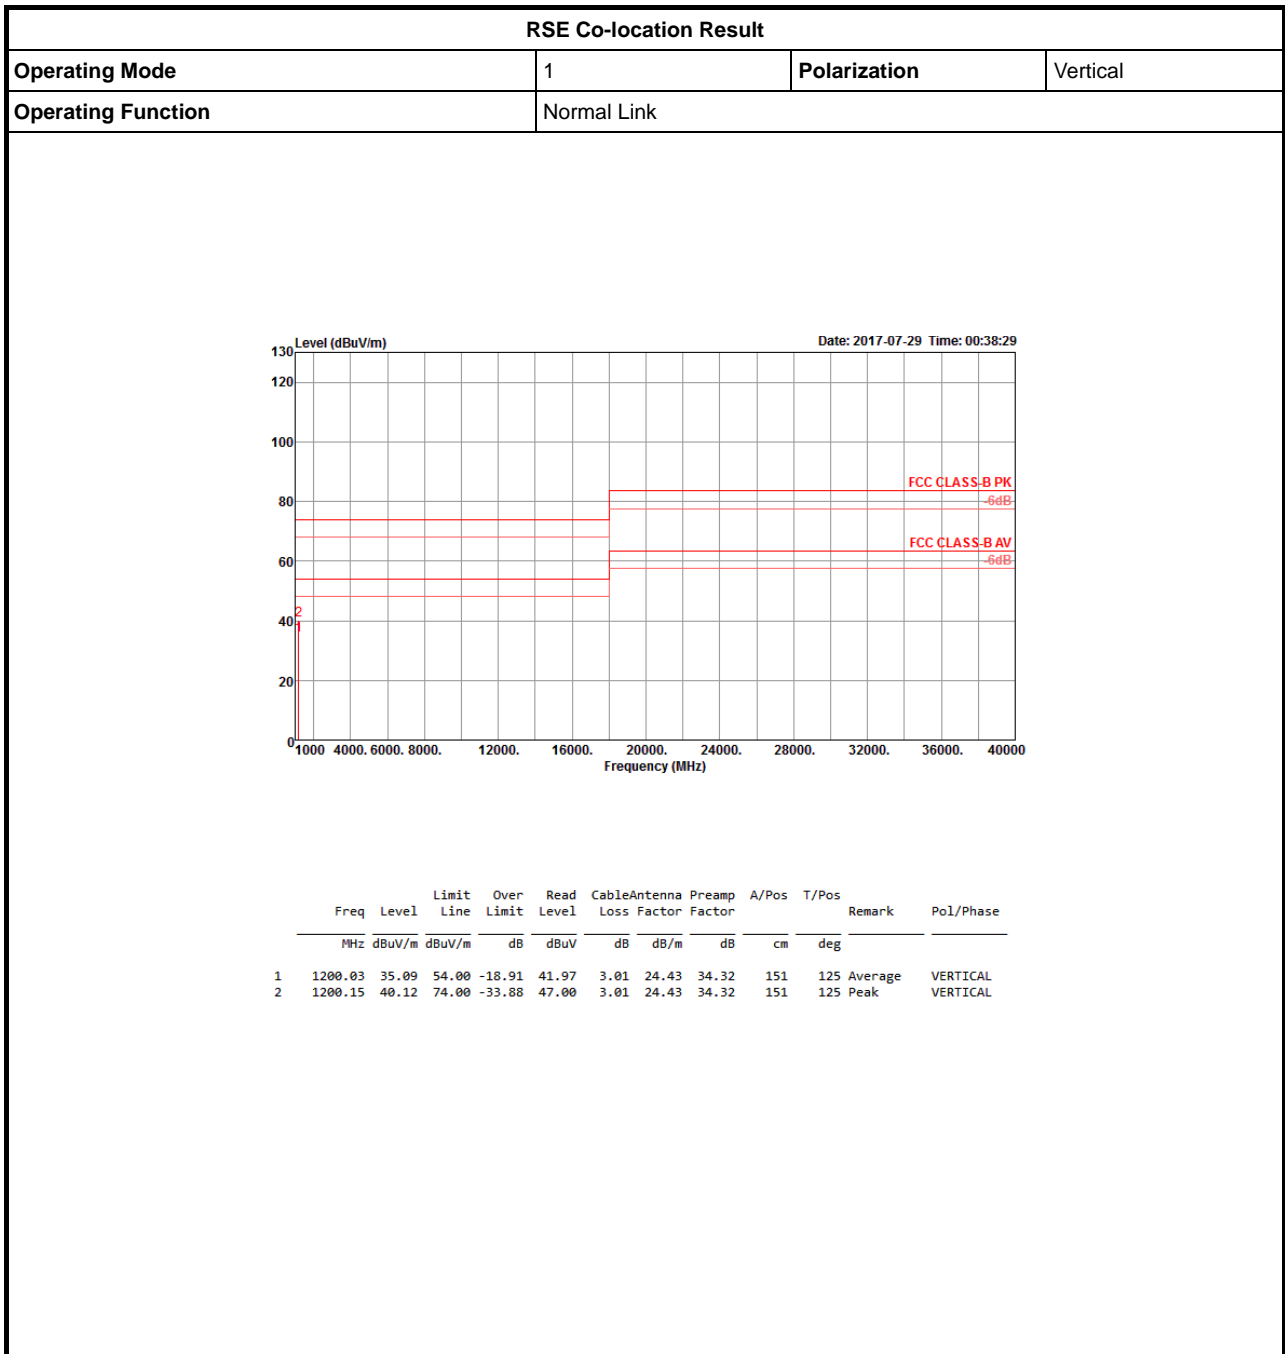 RSE Co-location Result
Operating Mode 1 Polarization Vertical
Operating Function Normal Link
Level (dBuV/m) Date: 2017-07-29 Time: 00:38:29
130
120
100
FCC CLASS-B PK
80 -6dB
FCC CLASS-B AV
60 -6dB
2
40 1
20
0 1000 4000. 6000. 8000. 12000. 16000. 20000. 24000. 28000. 32000. 36000. 40000
Frequency (MHz)
Limit Over Read CableAntenna Preamp A/Pos T/Pos
Freq Level Line Limit Level Loss Factor Factor Remark Pol/Phase
MHz dBuV/m dBuV/m dB dBuV dB dB/m dB cm deg
1 1200.03 35.09 54.00 -18.91 41.97 3.01 24.43 34.32 151 125 Average VERTICAL
2 1200.15 40.12 74.00 -33.88 47.00 3.01 24.43 34.32 151 125 Peak VERTICAL